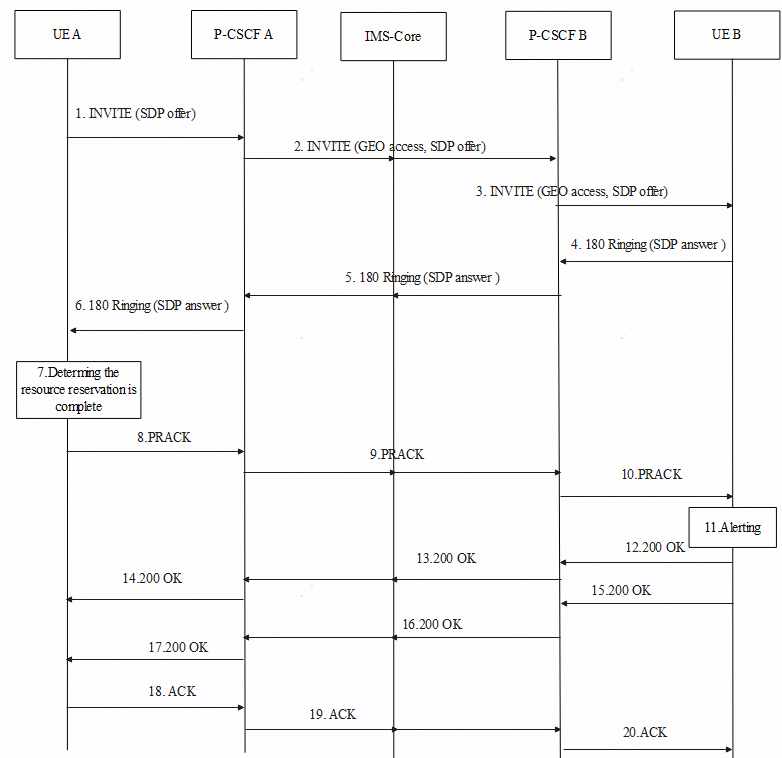 UE A
P-CSCF A
IMS-Core
P-CSCF B
UE B
1. INVITE (SDP offer)
2. INVITE (GEO access, SDP offer)
3. INVITE (GEO access, SDP offer)
4. 180 Ringing (SDP answer )
5. 180 Ringing (SDP answer )
6. 180 Ringing (SDP answer )
7.Determing the
resource reservation is
complete
8.PRACK
9.PRACK
10.PRACK
11.Alerting
12.200 OK
13.200 OK
14.200 OK
15.200 OK
16.200 OK
17.200 OK
18. ACK
19. ACK
20.ACK